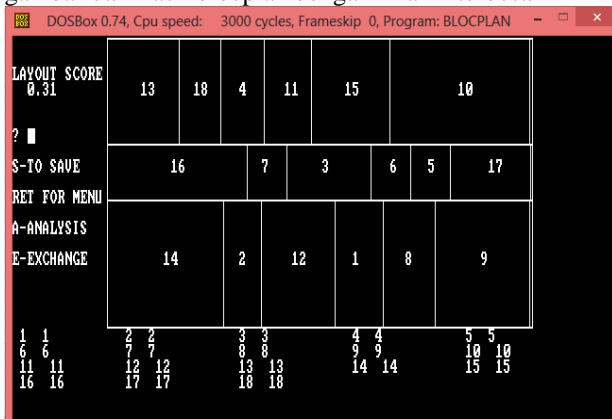 DOSBox 0.74, Cpu speed: 3000 cycles, Frameskip 0, Program: BLOCPLAN
LAYOUT SCORE
0.31
? 
S-TO SAVE
RET FOR MENU
A-ANALYSIS
E-EXCHANGE
13 18 4 11 15 10
16 7 3 6 5 17
14 2 12 1 8 9
1 1 2 2 3 3 4 4 5 5
6 6 7 7 8 8 9 9 10 10
11 11 12 12 13 13 14 14 15 15
16 16 17 17 18 18